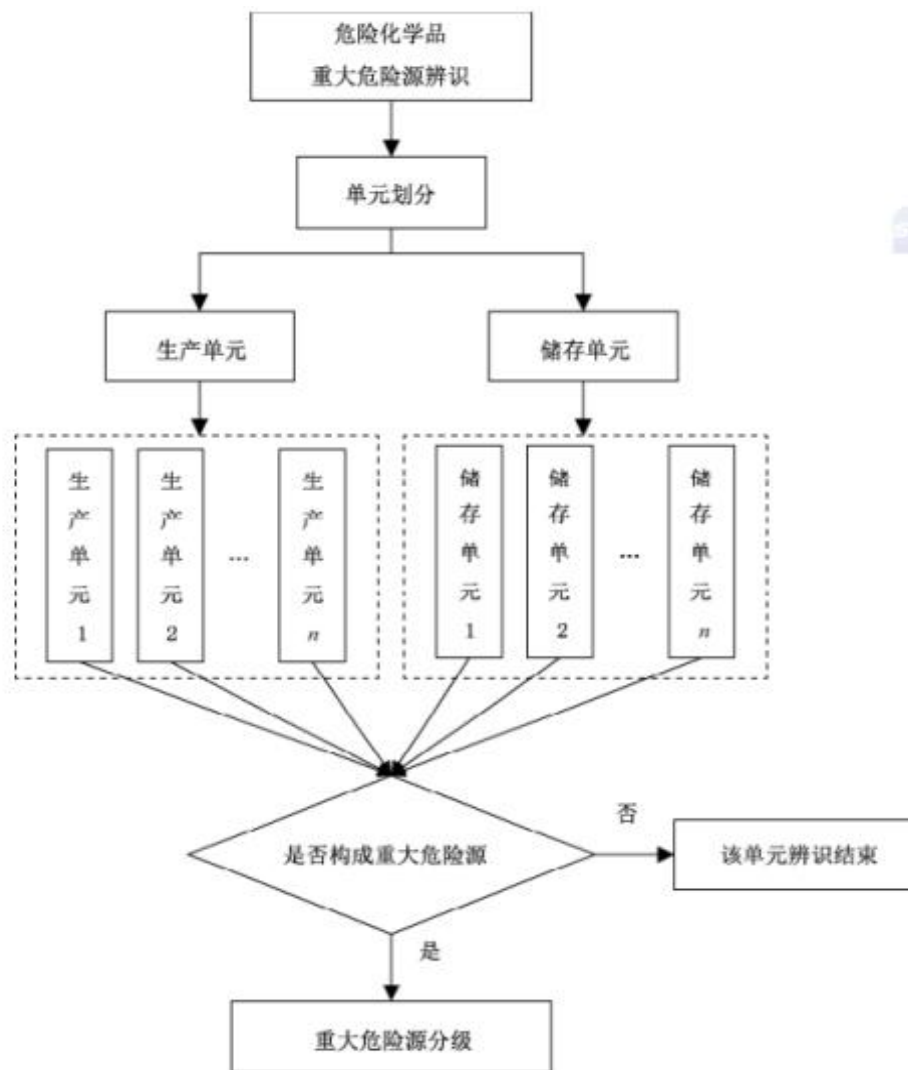 危险化学品
重大危险源辨识
单元划分
生产单元
储存单元
生产单元1
生产单元2
…
生产单元n
储存单元1
储存单元2
…
储存单元n
是否构成重大危险源
否
该单元辨识结束
是
重大危险源分级